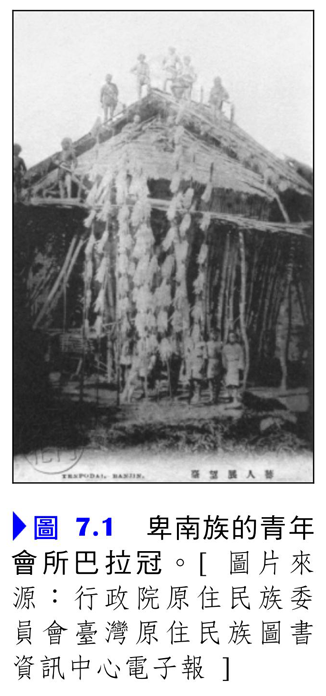 TEKPODAI, BANON.
圖 7.1 卑南族的青年
會所巴拉冠。[ 圖片來
源：行政院原住民族委
員會臺灣原住民族圖書
資訊中心電子報 ]